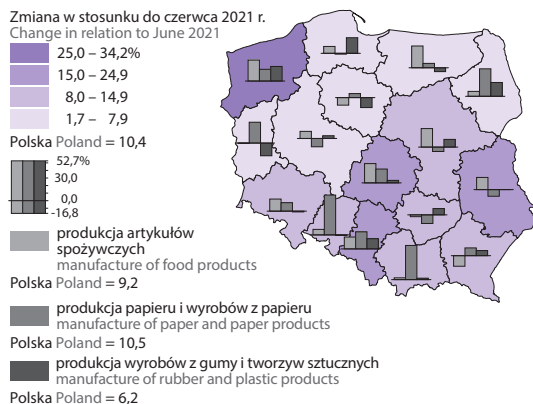 Zmiana w stosunku do czerwca 2021 r.
Change in relation to June 2021
25,0 – 34,2%
15,0 – 24,9
8,0 – 14,9
1,7 – 7,9
Polska Poland = 10,4
52,7%
30,0
0,0
-16,8
produkcja artykułów
spożywczych
manufacture of food products
Polska Poland = 9,2
produkcja papieru i wyrobów z papieru
manufacture of paper and paper products
Polska Poland = 10,5
produkcja wyrobów z gumy i tworzyw sztucznych
manufacture of rubber and plastic products
Polska Poland = 6,2